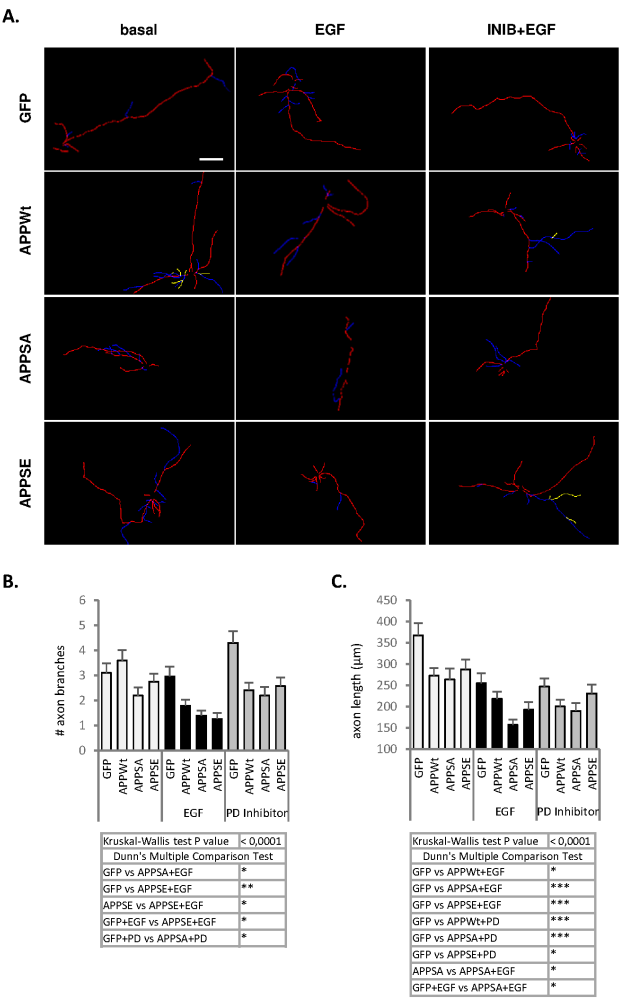 A.
basal EGF INIB+EGF
GFP
APPWt
APPSA
APPSE
B.
# axon branches
6
5
4
3
2
1
0
GFP APPWt APPSA APPSE GFP APPWt APPSA APPSE GFP APPWt APPSA APPSE
EGF PD Inhibitor
Kruskal-Wallis test P value < 0,0001
Dunn's Multiple Comparison Test
GFP vs APPSA+EGF *
GFP vs APPSE+EGF **
APPSE vs APPSE+EGF *
GFP+EGF vs APPSE+EGF *
GFP+PD vs APPSA+PD *
C.
axon length (µm)
450
400
350
300
250
200
150
100
GFP APPWt APPSA APPSE GFP APPWt APPSA APPSE GFP APPWt APPSA APPSE
EGF PD Inhibitor
Kruskal-Wallis test P value < 0,0001
Dunn's Multiple Comparison Test
GFP vs APPWt+EGF *
GFP vs APPSA+EGF ***
GFP vs APPSE+EGF ***
GFP vs APPWt+PD ***
GFP vs APPSA+PD ***
GFP vs APPSE+PD *
APPSA vs APPSA+EGF *
GFP+EGF vs APPSA+EGF *